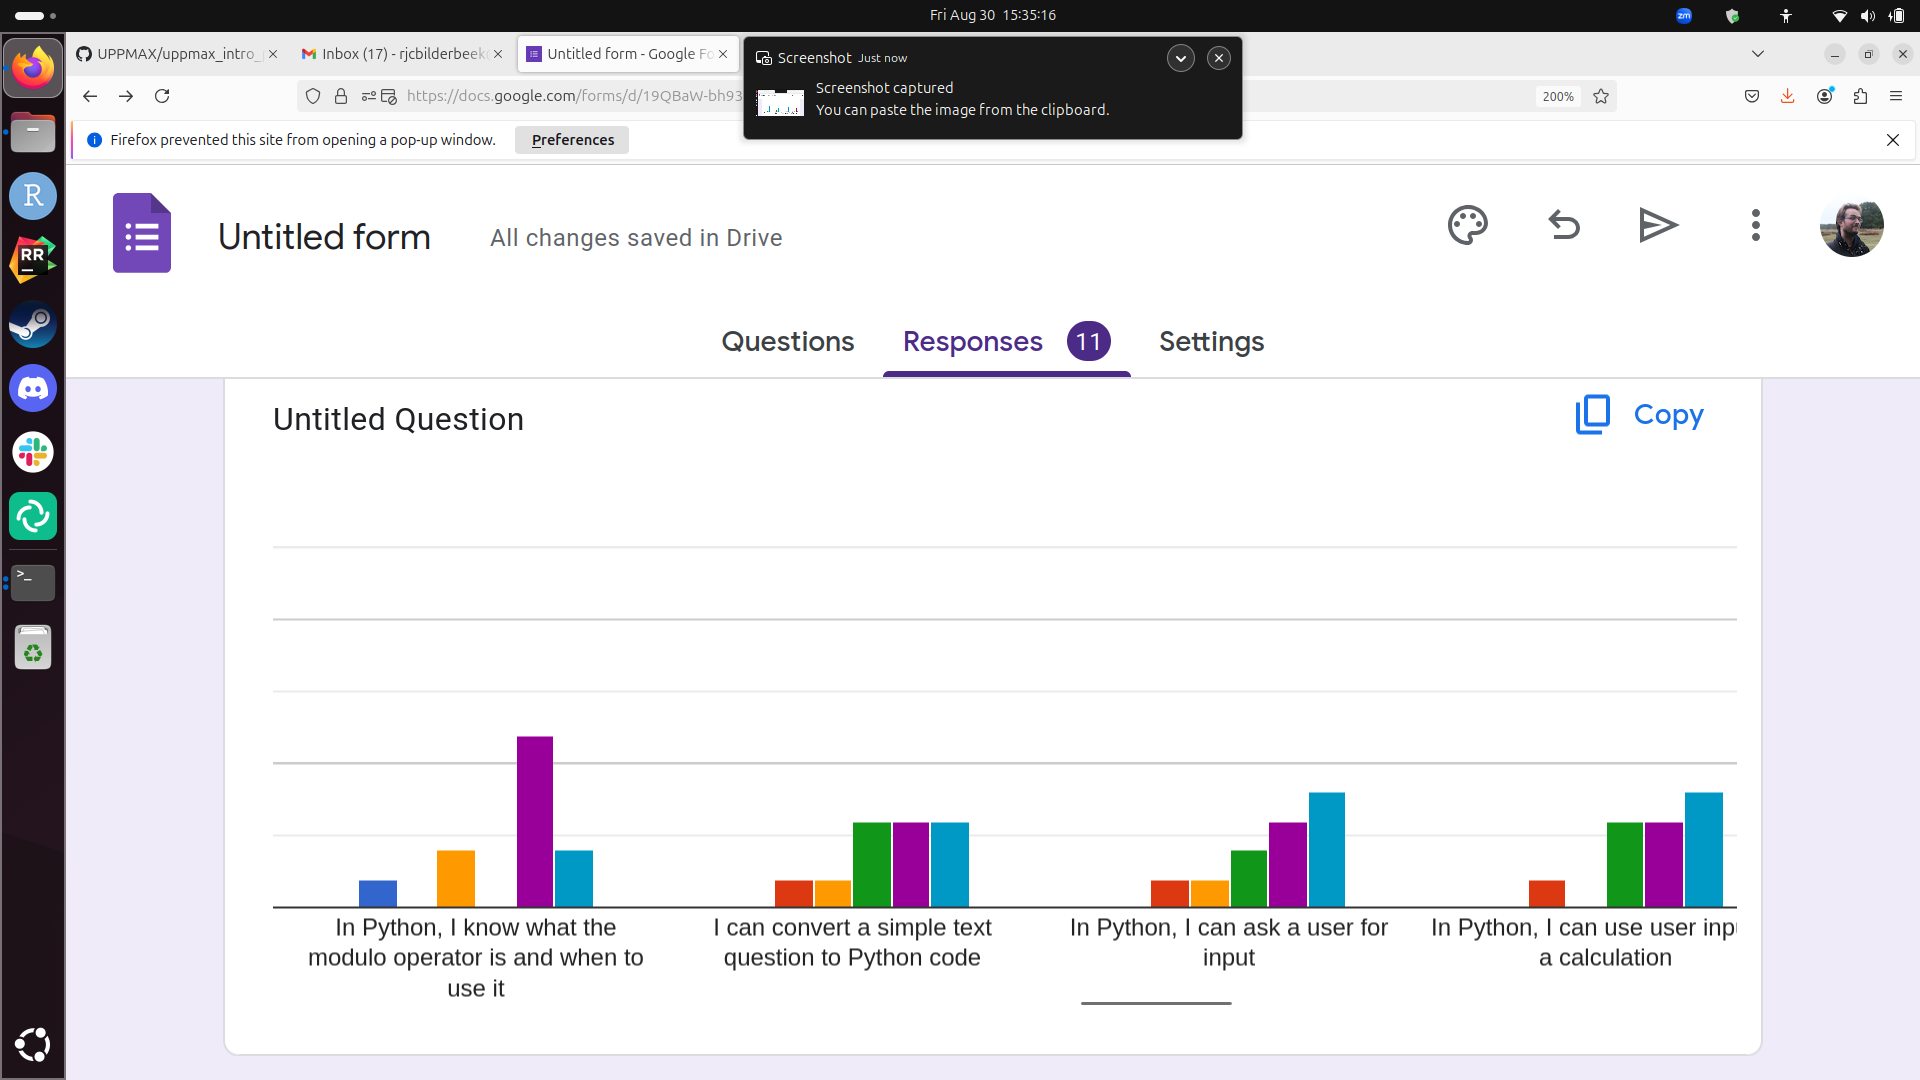 Fri Aug 30 15:35:16
zm
UPPMAX/uppmax_intro_
Inbox (17) - rjcbilderbeek
Untitled form - Google Fo
Screenshot Just now
Screenshot captured
You can paste the image from the clipboard.
https://docs.google.com/forms/d/19QBaW-bh93
200%
Firefox prevented this site from opening a pop-up window.
Preferences
R
RR
>_
Untitled form
All changes saved in Drive
Questions
Responses 11
Settings
Untitled Question
Copy
In Python, I know what the
modulo operator is and when to
use it
I can convert a simple text
question to Python code
In Python, I can ask a user for
input
In Python, I can use user inpu
a calculation